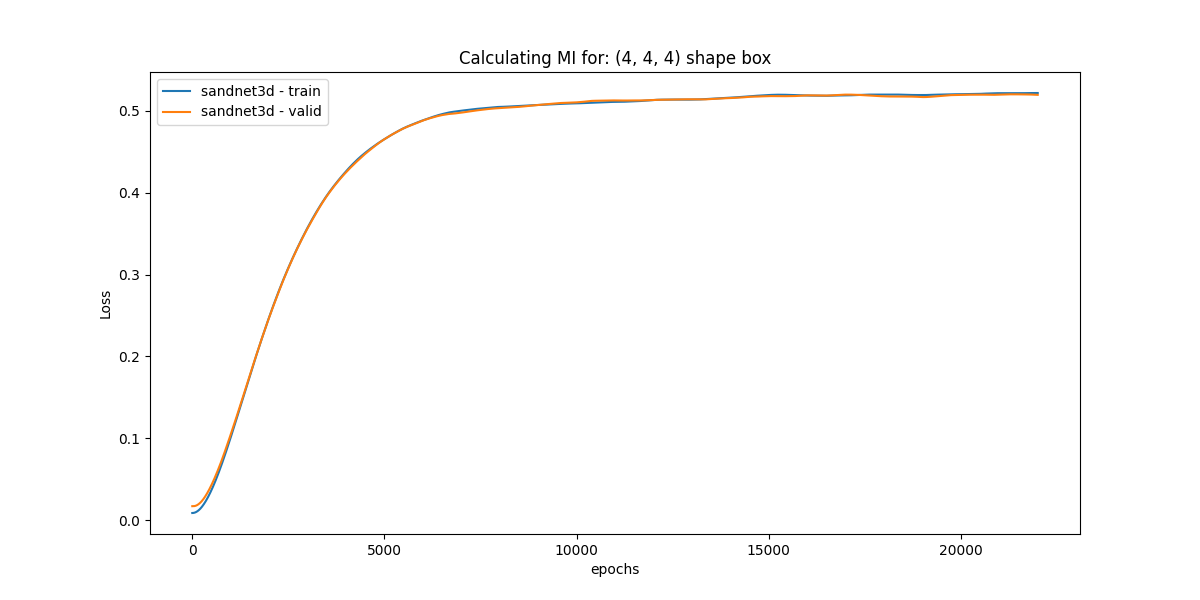 Calculating MI for: (4, 4, 4) shape box
sandnet3d - train
sandnet3d - valid
Loss
0.5
0.4
0.3
0.2
0.1
0.0
0 5000 10000 15000 20000
epochs